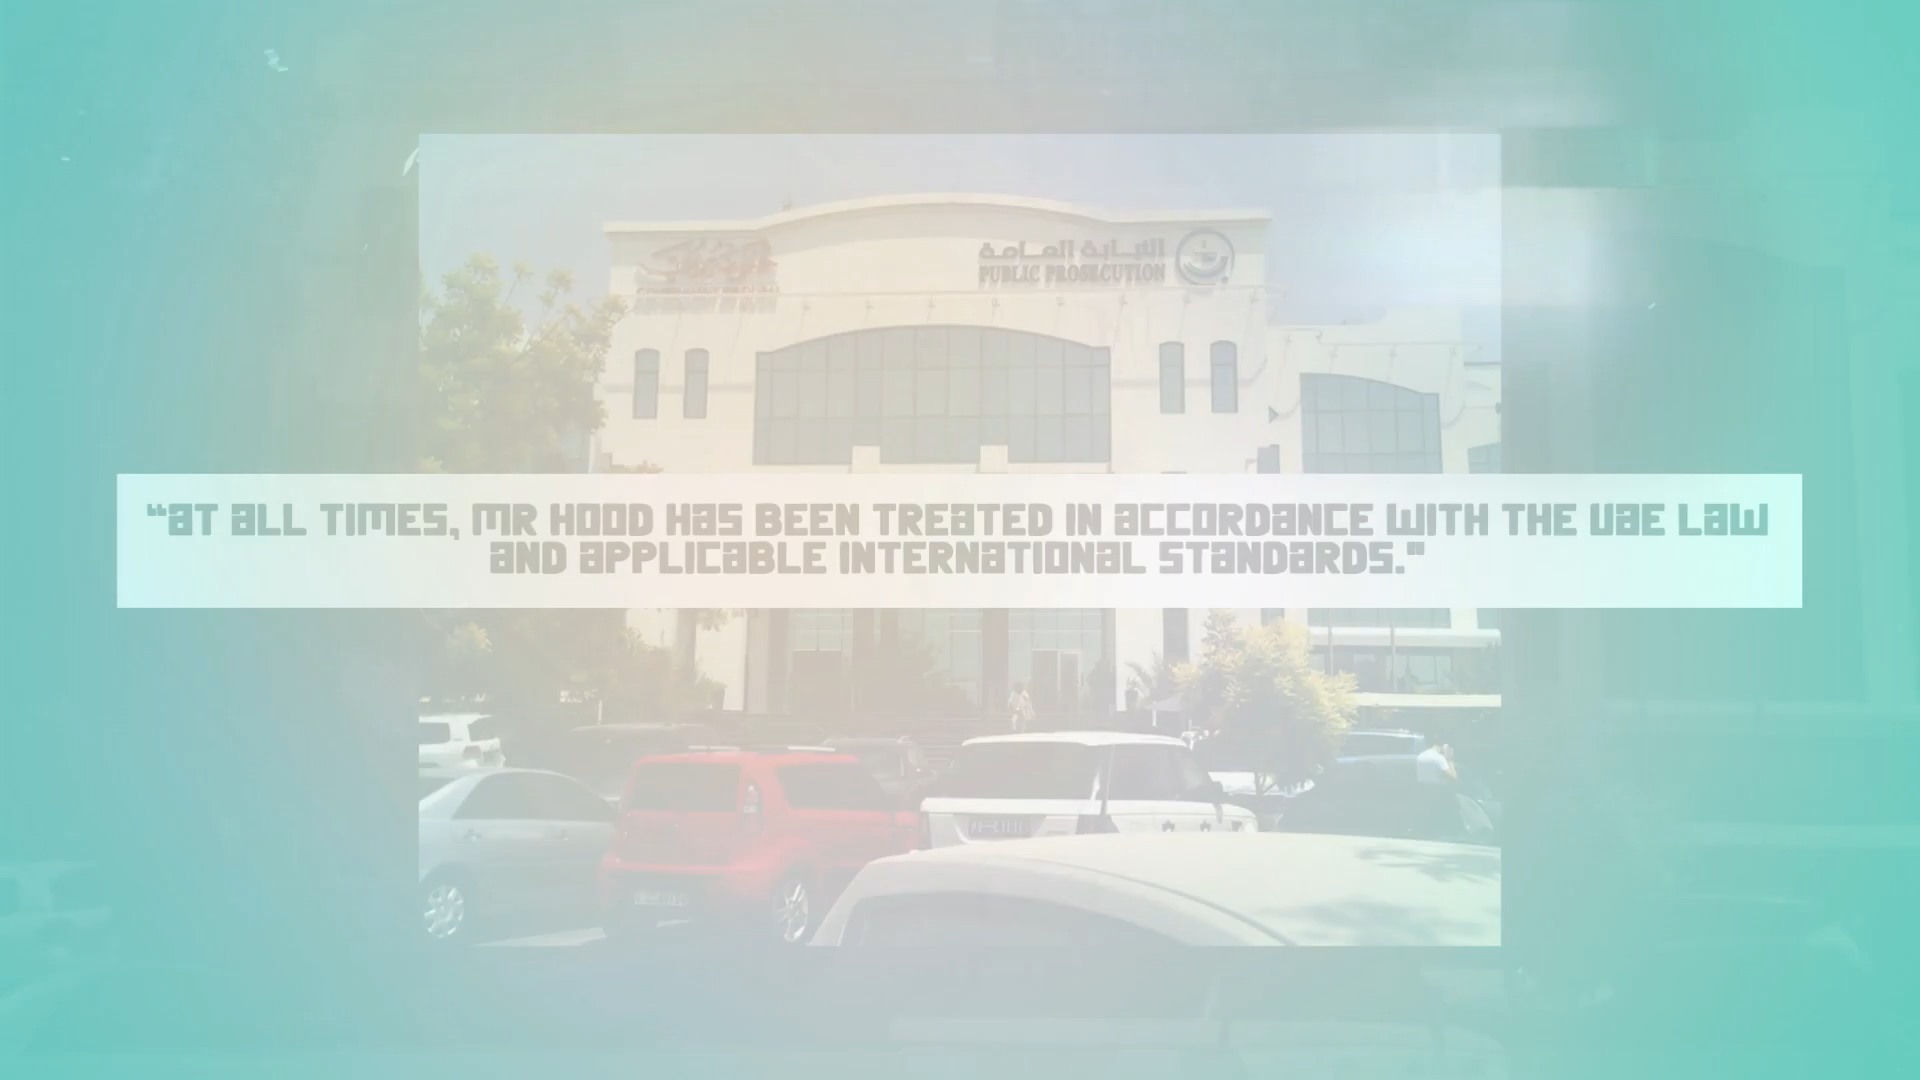 النيابة العامة
PUBLIC PROSECUTION
“AT ALL TIMES, MR HOOD HAS BEEN TREATED IN ACCORDANCE WITH THE UAE LAW
AND APPLICABLE INTERNATIONAL STANDARDS."